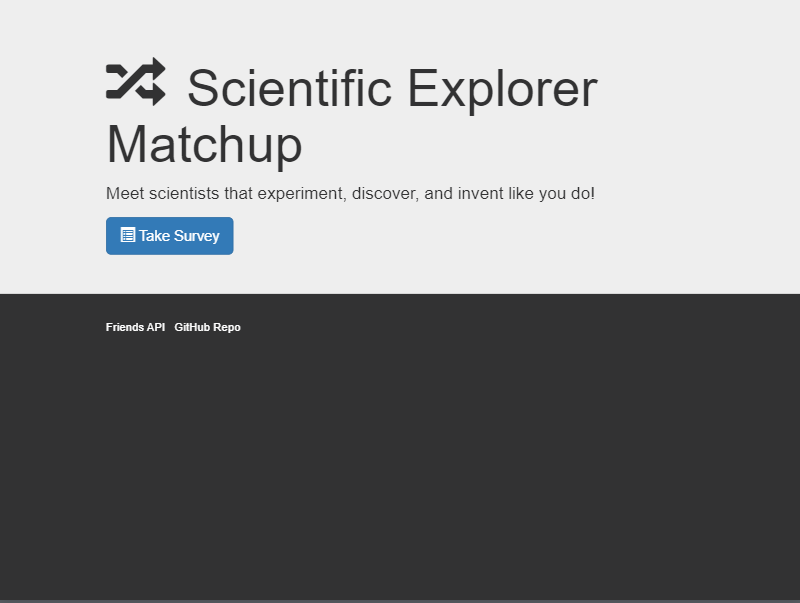 Scientific Explorer
Matchup
Meet scientists that experiment, discover, and invent like you do!
Take Survey
Friends API GitHub Repo